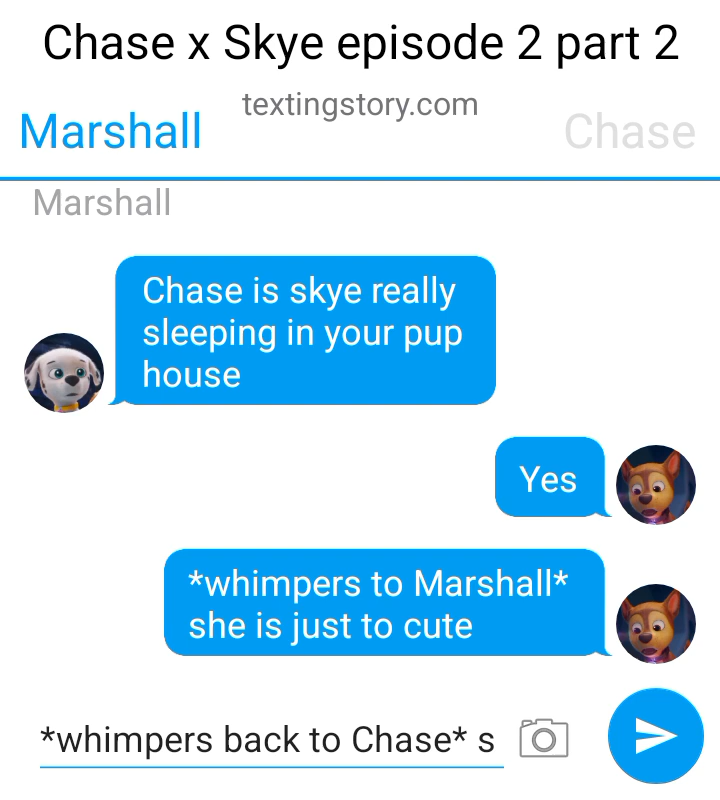 Chase x Skye episode 2 part 2
textingstory.com
Marshall
Chase
Marshall
Chase is skye really
sleeping in your pup
house
Yes
*whimpers to Marshall*
she is just to cute
*whimpers back to Chase* s